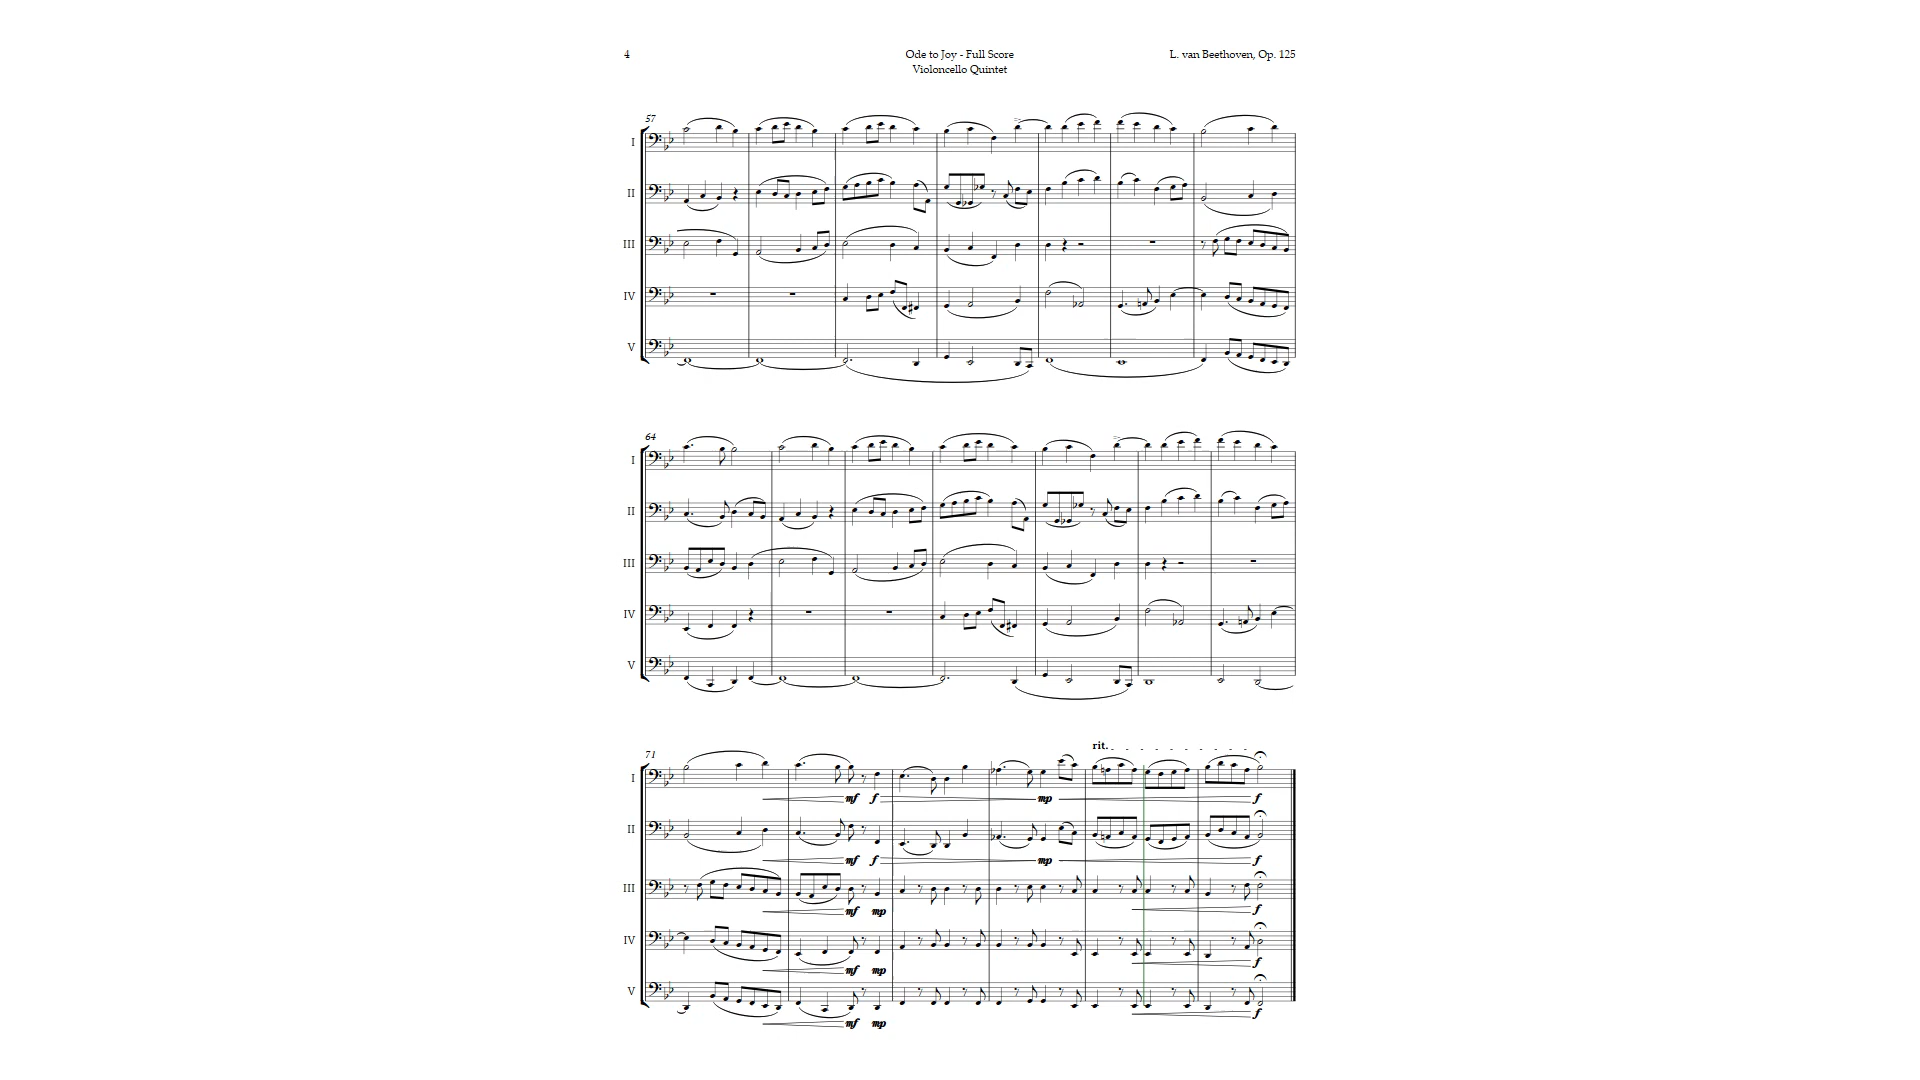 4
Ode to Joy - Full Score
L. van Beethoven, Op. 125
Violoncello Quintet
57
I
II
III
IV
V
64
I
II
III
IV
V
rit.
71
I
mf f mp f
II
mf f mp f
III
mf mp f
IV
mf mp f
V
mf mp f